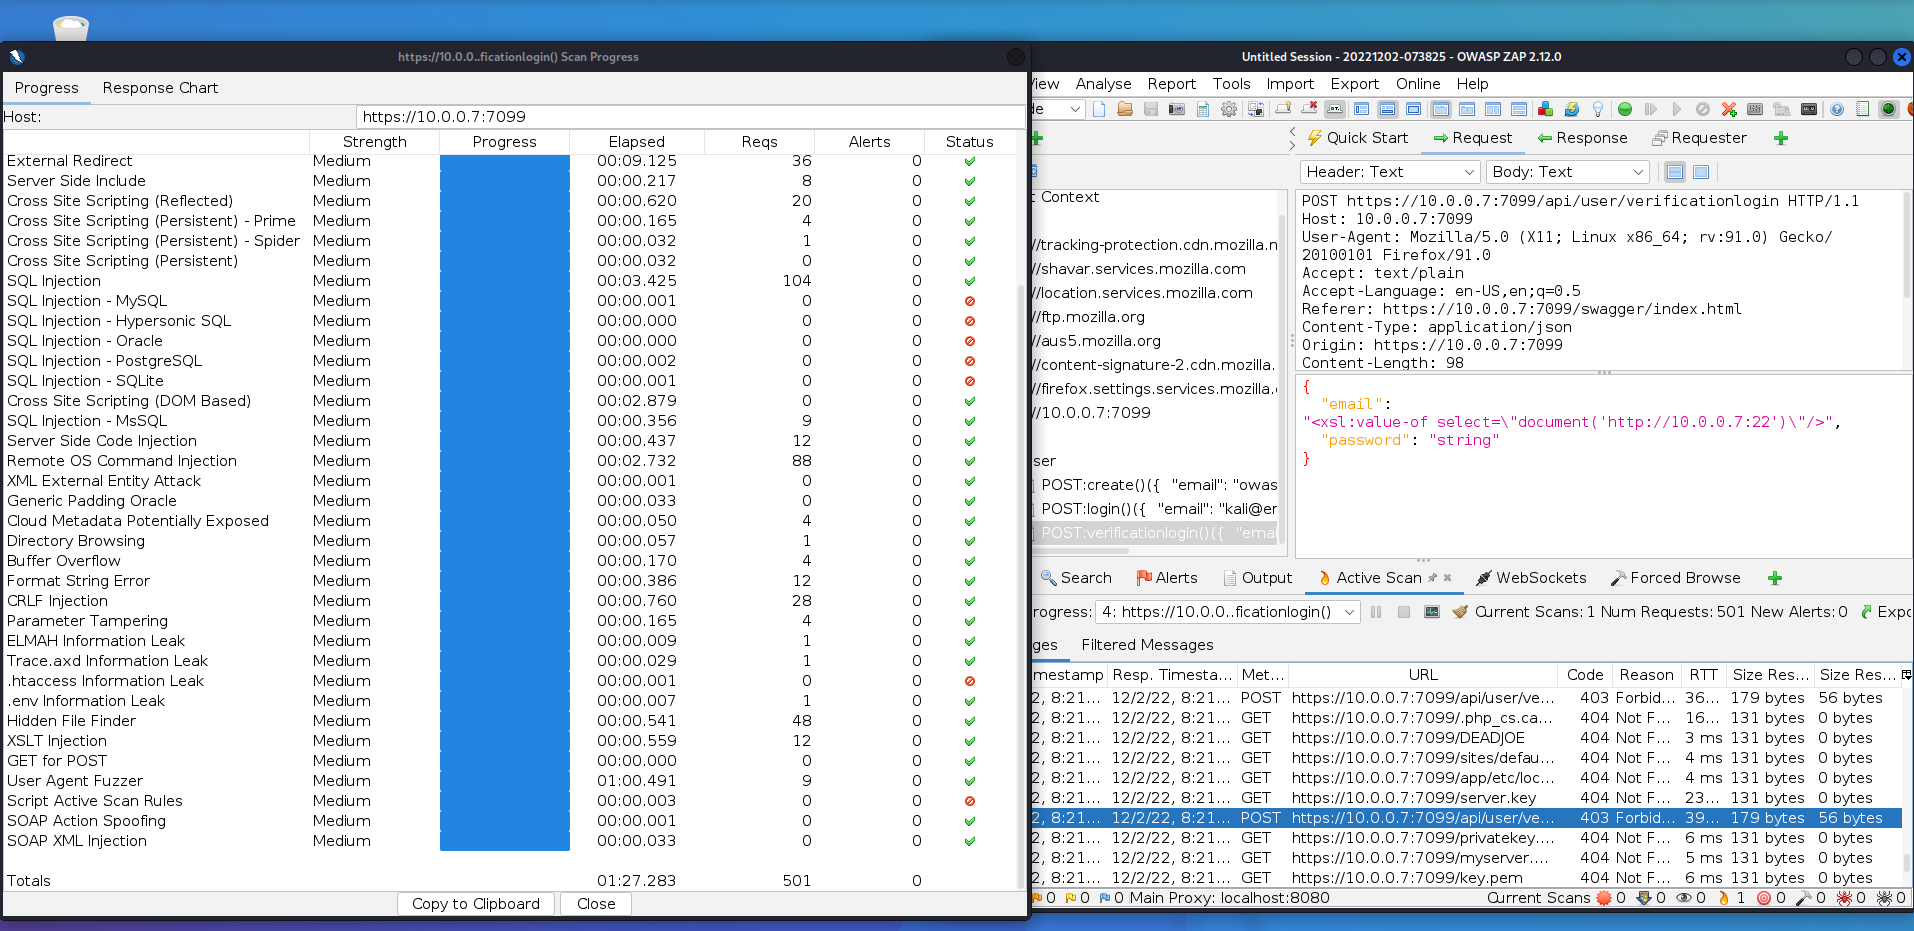 https://10.0.0..ficationlogin() Scan Progress
Progress Response Chart
Host: https://10.0.0.7:7099
Strength Progress Elapsed Reqs Alerts Status
External Redirect Medium 00:09.125 36 0
Server Side Include Medium 00:00.217 8 0
Cross Site Scripting (Reflected) Medium 00:00.620 20 0
Cross Site Scripting (Persistent) - Prime Medium 00:00.165 4 0
Cross Site Scripting (Persistent) - Spider Medium 00:00.032 1 0
Cross Site Scripting (Persistent) Medium 00:00.032 0 0
SQL Injection Medium 00:03.425 104 0
SQL Injection - MySQL Medium 00:00.001 0 0
SQL Injection - Hypersonic SQL Medium 00:00.000 0 0
SQL Injection - Oracle Medium 00:00.000 0 0
SQL Injection - PostgreSQL Medium 00:00.002 0 0
SQL Injection - SQLite Medium 00:00.001 0 0
Cross Site Scripting (DOM Based) Medium 00:02.879 0 0
SQL Injection - MsSQL Medium 00:00.356 9 0
Server Side Code Injection Medium 00:00.437 12 0
Remote OS Command Injection Medium 00:02.732 88 0
XML External Entity Attack Medium 00:00.001 0 0
Generic Padding Oracle Medium 00:00.033 0 0
Cloud Metadata Potentially Exposed Medium 00:00.050 4 0
Directory Browsing Medium 00:00.057 1 0
Buffer Overflow Medium 00:00.170 4 0
Format String Error Medium 00:00.386 12 0
CRLF Injection Medium 00:00.760 28 0
Parameter Tampering Medium 00:00.165 4 0
ELMAH Information Leak Medium 00:00.009 1 0
Trace.axd Information Leak Medium 00:00.029 1 0
.htaccess Information Leak Medium 00:00.001 0 0
.env Information Leak Medium 00:00.007 1 0
Hidden File Finder Medium 00:00.541 48 0
XSLT Injection Medium 00:00.559 12 0
GET for POST Medium 00:00.000 0 0
User Agent Fuzzer Medium 01:00.491 9 0
Script Active Scan Rules Medium 00:00.003 0 0
SOAP Action Spoofing Medium 00:00.001 0 0
SOAP XML Injection Medium 00:00.033 0 0
Totals 01:27.283 501 0
Copy to Clipboard Close
Untitled Session - 20221202-073825 - OWASP ZAP 2.12.0
iew Analyse Report Tools Import Export Online Help
de
Quick Start Request Response Requester
Header: Text Body: Text
t Context
//tracking-protection.cdn.mozilla.n
//shavar.services.mozilla.com
//location.services.mozilla.com
//ftp.mozilla.org
//aus5.mozilla.org
//content-signature-2.cdn.mozilla.
//firefox.settings.services.mozilla.
//10.0.0.7:7099
ser
POST:create()({ "email": "owas
POST:login()({ "email": "kali@er
POST:verificationlogin()({ "emai
POST https://10.0.0.7:7099/api/user/verificationlogin HTTP/1.1
Host: 10.0.0.7:7099
User-Agent: Mozilla/5.0 (X11; Linux x86_64; rv:91.0) Gecko/
20100101 Firefox/91.0
Accept: text/plain
Accept-Language: en-US,en;q=0.5
Referer: https://10.0.0.7:7099/swagger/index.html
Content-Type: application/json
Origin: https://10.0.0.7:7099
Content-Length: 98
{
"email":
"<xsl:value-of select=\"document('http://10.0.0.7:22')\"/>",
"password": "string"
}
Search Alerts Output Active Scan WebSockets Forced Browse
rogress: 4: https://10.0.0..ficationlogin() Current Scans: 1 Num Requests: 501 New Alerts: 0 Expo
ges Filtered Messages
mestamp Resp. Timesta... Met... URL Code Reason RTT Size Res... Size Res...
2, 8:21... 12/2/22, 8:21... POST https://10.0.0.7:7099/api/user/ve... 403 Forbid... 36... 179 bytes 56 bytes
2, 8:21... 12/2/22, 8:21... GET https://10.0.0.7:7099/.php_cs.ca... 404 Not F... 16... 131 bytes 0 bytes
2, 8:21... 12/2/22, 8:21... GET https://10.0.0.7:7099/DEADJOE 404 Not F... 3 ms 131 bytes 0 bytes
2, 8:21... 12/2/22, 8:21... GET https://10.0.0.7:7099/sites/defau... 404 Not F... 4 ms 131 bytes 0 bytes
2, 8:21... 12/2/22, 8:21... GET https://10.0.0.7:7099/app/etc/loc... 404 Not F... 4 ms 131 bytes 0 bytes
2, 8:21... 12/2/22, 8:21... GET https://10.0.0.7:7099/server.key 404 Not F... 23... 131 bytes 0 bytes
2, 8:21... 12/2/22, 8:21... POST https://10.0.0.7:7099/api/user/ve... 403 Forbid... 39... 179 bytes 56 bytes
2, 8:21... 12/2/22, 8:21... GET https://10.0.0.7:7099/privatekey.... 404 Not F... 6 ms 131 bytes 0 bytes
2, 8:21... 12/2/22, 8:21... GET https://10.0.0.7:7099/myserver.... 404 Not F... 5 ms 131 bytes 0 bytes
2, 8:21... 12/2/22, 8:21... GET https://10.0.0.7:7099/key.pem 404 Not F... 6 ms 131 bytes 0 bytes
0 0 0 Main Proxy: localhost:8080 Current Scans 0 0 0 1 0 0 0 0